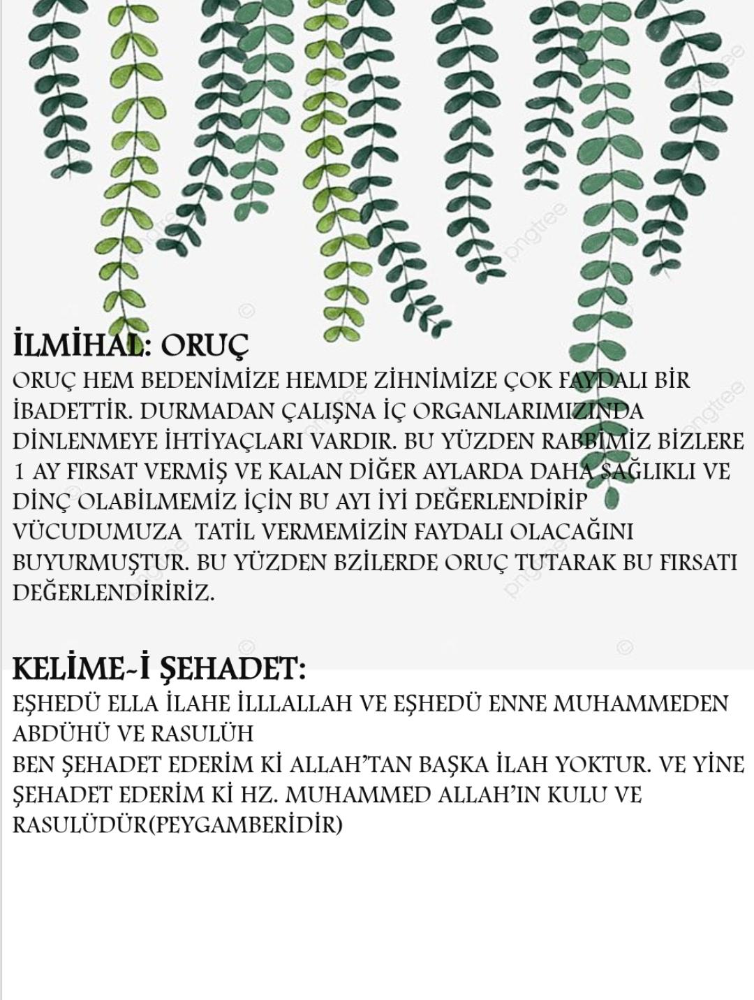 İLMİHAL: ORUÇ
ORUÇ HEM BEDENİMİZE HEMDE ZİHNİMİZE ÇOK FAYDALI BİR
İBADETTİR. DURMADAN ÇALIŞNA İÇ ORGANLARIMIZINDA
DİNLENMEYE İHTİYAÇLARI VARDIR. BU YÜZDEN RABBİMİZ BİZLERE
1 AY FIRSAT VERMİŞ VE KALAN DİĞER AYLARDA DAHA SAĞLIKLI VE
DİNÇ OLABİLMEMİZ İÇİN BU AYI İYİ DEĞERLENDİRİP
VÜCUDUMUZA  TATİL VERMEMİZİN FAYDALI OLACAĞINI
BUYURMUŞTUR. BU YÜZDEN BZİLERDE ORUÇ TUTARAK BU FIRSATI
DEĞERLENDİRİRİZ.
KELİME~İ ŞEHADET:
EŞHEDÜ ELLA İLAHE İLLLALLAH VE EŞHEDÜ ENNE MUHAMMEDEN
ABDÜHÜ VE RASULÜH
BEN ŞEHADET EDERİM Kİ ALLAH’TAN BAŞKA İLAH YOKTUR. VE YİNE
ŞEHADET EDERİM Kİ HZ. MUHAMMED ALLAH’IN KULU VE
RASULÜDÜR(PEYGAMBERİDİR)